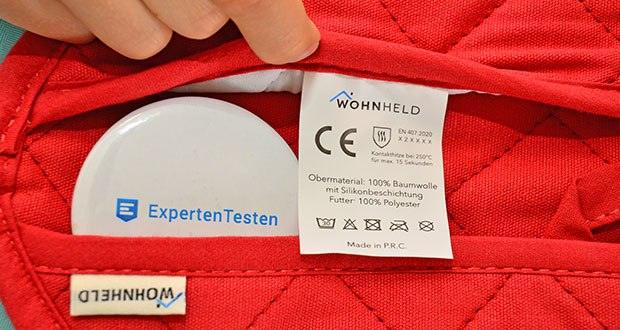 WOHNHELD
CE
EN 407:2020
X 2 X X X X
Kontakthitze bei 250°C
für max. 15 Sekunden
Obermaterial: 100% Baumwolle
mit Silikonbeschichtung
Futter: 100% Polyester
Made in P.R.C.
ExpertenTesten
WOHNHELD